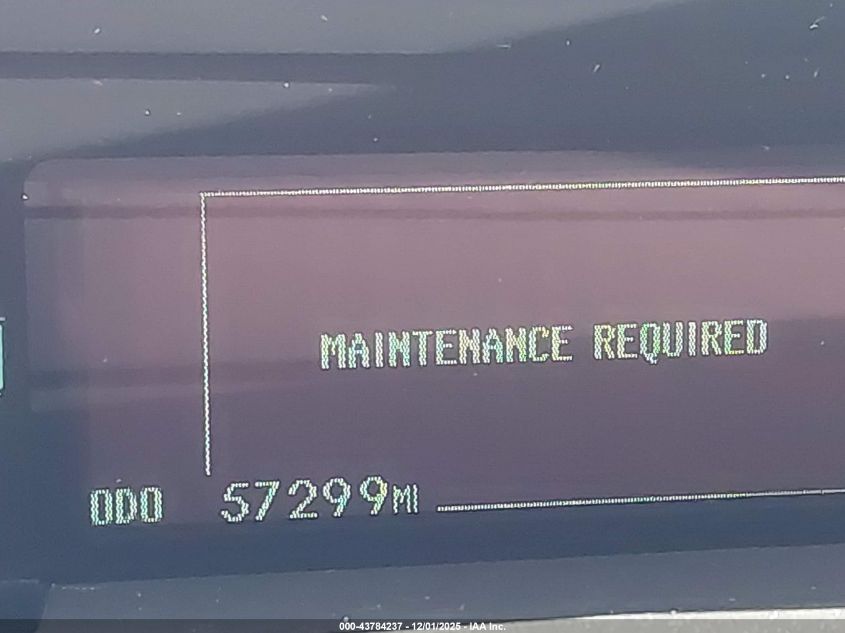 MAINTENANCE REQUIRED
ODO 57299MI
000-43784237 - 12/01/2025 - IAA Inc.